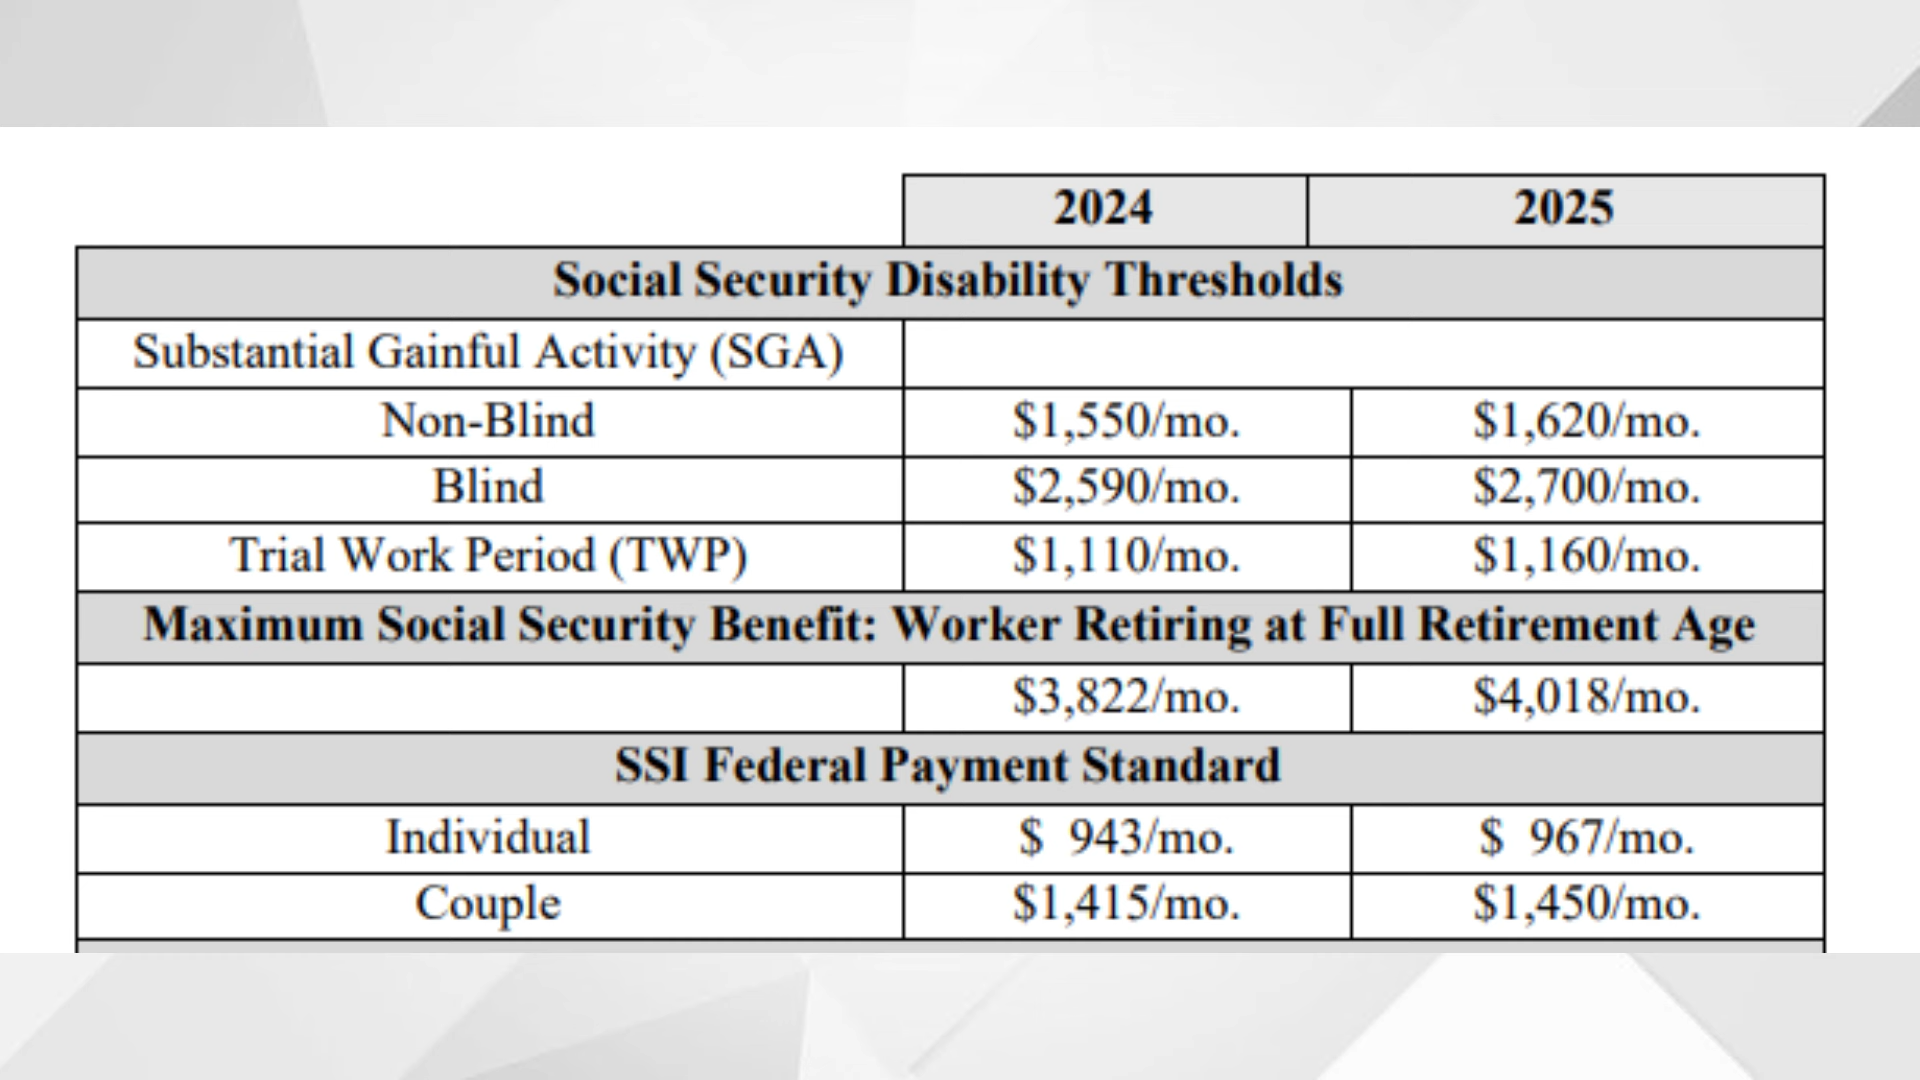 2024 2025
Social Security Disability Thresholds
Substantial Gainful Activity (SGA)
Non-Blind $1,550/mo. $1,620/mo.
Blind $2,590/mo. $2,700/mo.
Trial Work Period (TWP) $1,110/mo. $1,160/mo.
Maximum Social Security Benefit: Worker Retiring at Full Retirement Age
$3,822/mo. $4,018/mo.
SSI Federal Payment Standard
Individual $ 943/mo. $ 967/mo.
Couple $1,415/mo. $1,450/mo.